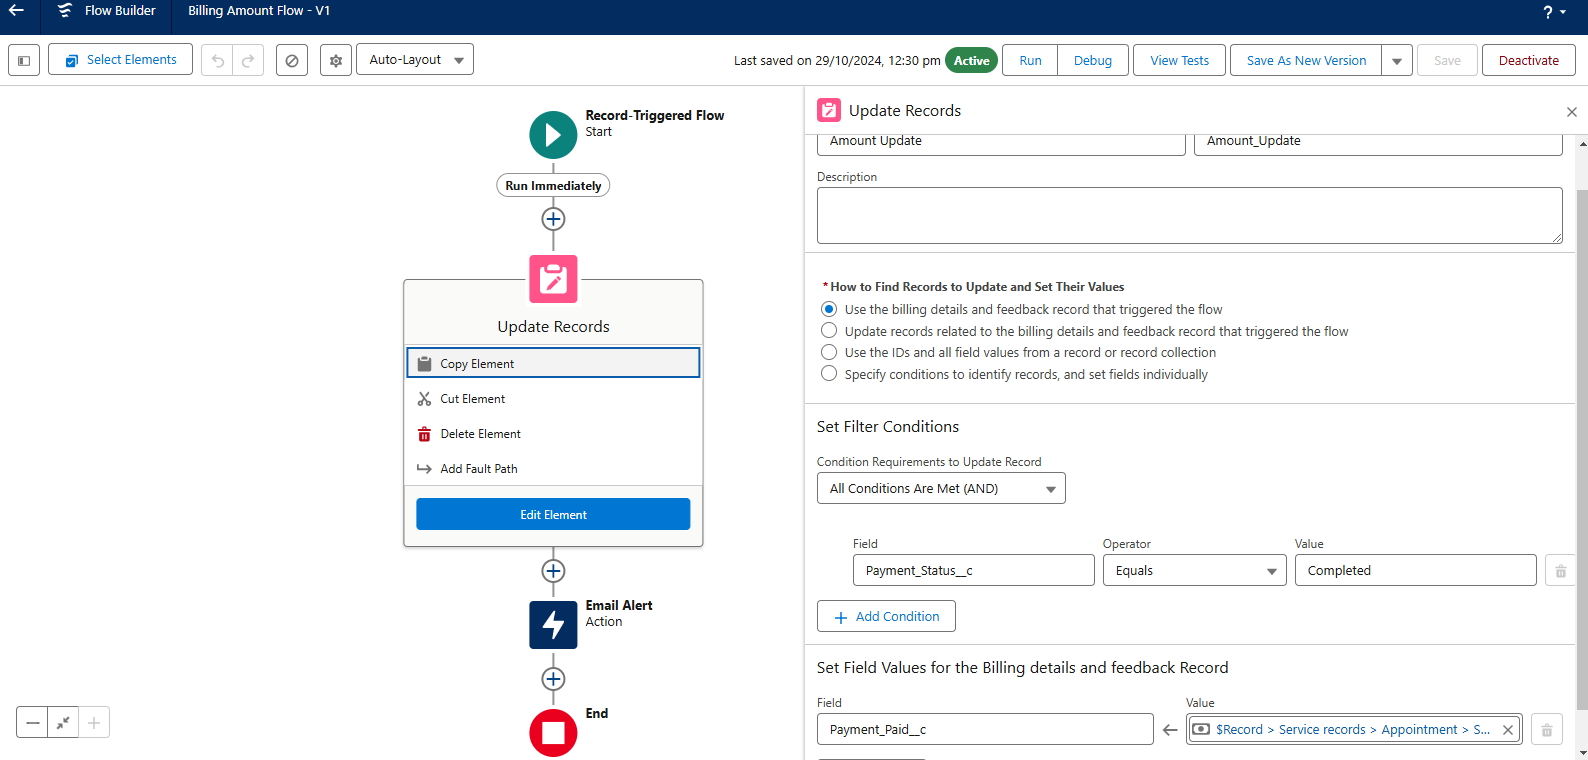 Flow Builder
Billing Amount Flow - V1
?
Select Elements
Auto-Layout
Last saved on 29/10/2024, 12:30 pm
Active
Run
Debug
View Tests
Save As New Version
Save
Deactivate
Record-Triggered Flow
Start
Run Immediately
Update Records
Copy Element
Cut Element
Delete Element
Add Fault Path
Edit Element
Email Alert
Action
End
Update Records
Amount Update
Amount_Update
Description
*How to Find Records to Update and Set Their Values
Use the billing details and feedback record that triggered the flow
Update records related to the billing details and feedback record that triggered the flow
Use the IDs and all field values from a record or record collection
Specify conditions to identify records, and set fields individually
Set Filter Conditions
Condition Requirements to Update Record
All Conditions Are Met (AND)
Field
Operator
Value
Payment_Status__c
Equals
Completed
Add Condition
Set Field Values for the Billing details and feedback Record
Field
Value
Payment_Paid__c
$Record > Service records > Appointment > S...